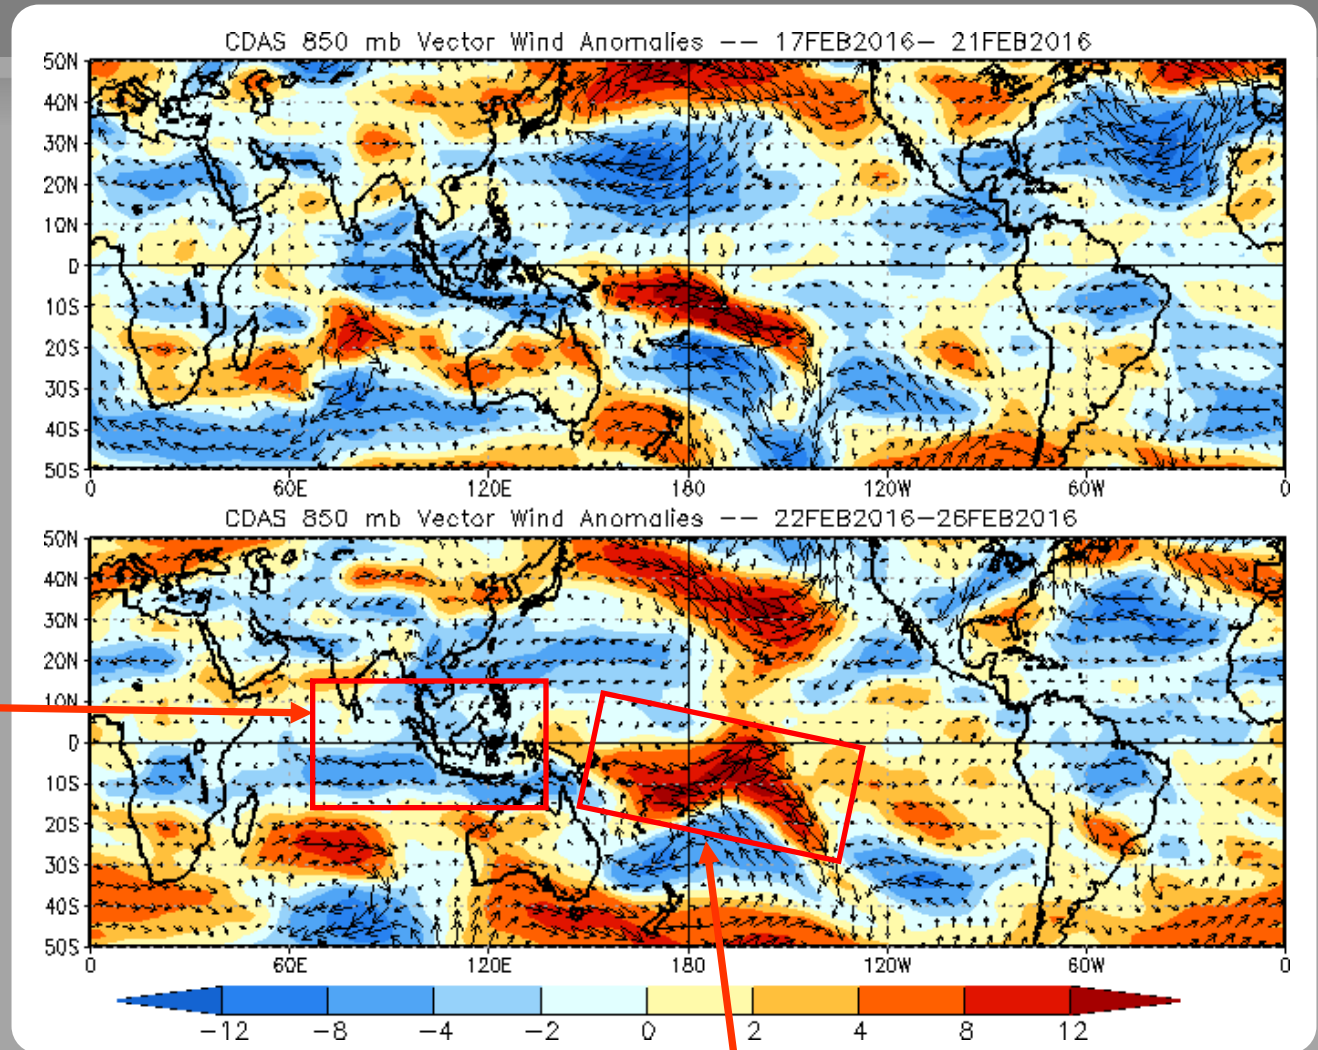 CDAS 850 mb Vector Wind Anomalies -- 17FEB2016- 21FEB2016
50N
40N
30N
20N
10N
0
10S
20S
30S
40S
50S
0 60E 120E 180 120W 60W 0
CDAS 850 mb Vector Wind Anomalies -- 22FEB2016-26FEB2016
50N
40N
30N
20N
10N
0
10S
20S
30S
40S
50S
0 60E 120E 180 120W 60W 0
-12 -8 -4 -2 0 2 4 8 12